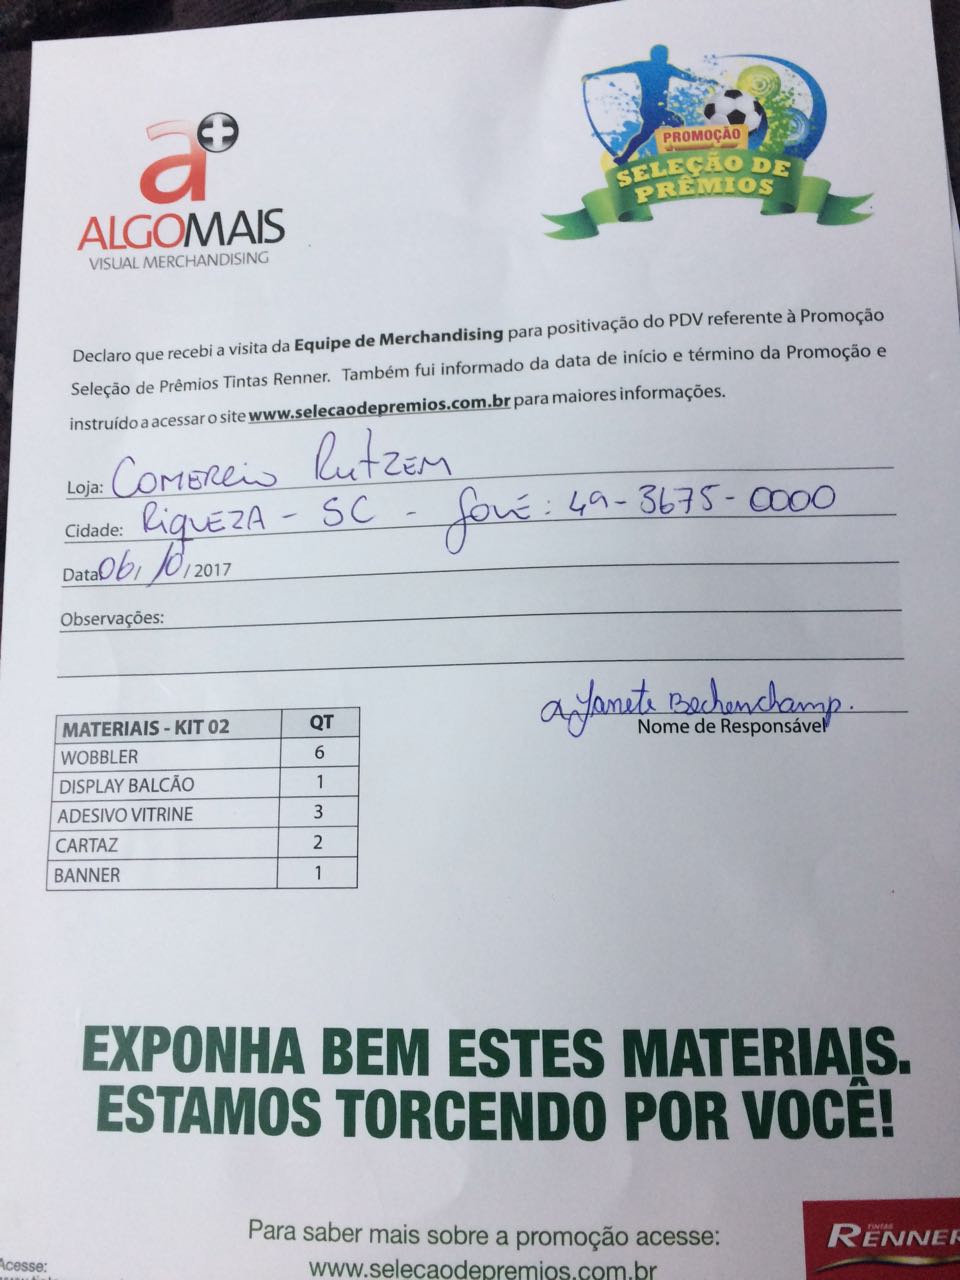 a+
ALGOMAIS
VISUAL MERCHANDISING
PROMOÇÃO
SELEÇÃO DE
PRÊMIOS
Declaro que recebi a visita da Equipe de Merchandising para positivação do PDV referente à Promoção
Seleção de Prêmios Tintas Renner. Também fui informado da data de início e término da Promoção e
instruído a acessar o site www.selecaodepremios.com.br para maiores informações.
Loja: COMERCIO RUTZEM
Cidade: RIQUEZA - SC - FONE: 49-3675-0000
Data: 06/10/2017
Observações:
Janete
Nome de Responsável
MATERIAIS - KIT 02 QT
WOBBLER 6
DISPLAY BALCÃO 1
ADESIVO VITRINE 3
CARTAZ 2
BANNER 1
EXPONHA BEM ESTES MATERIAIS.
ESTAMOS TORCENDO POR VOCÊ!
Para saber mais sobre a promoção acesse:
www.selecaodepremios.com.br
Acesse:
TINTAS
RENNER